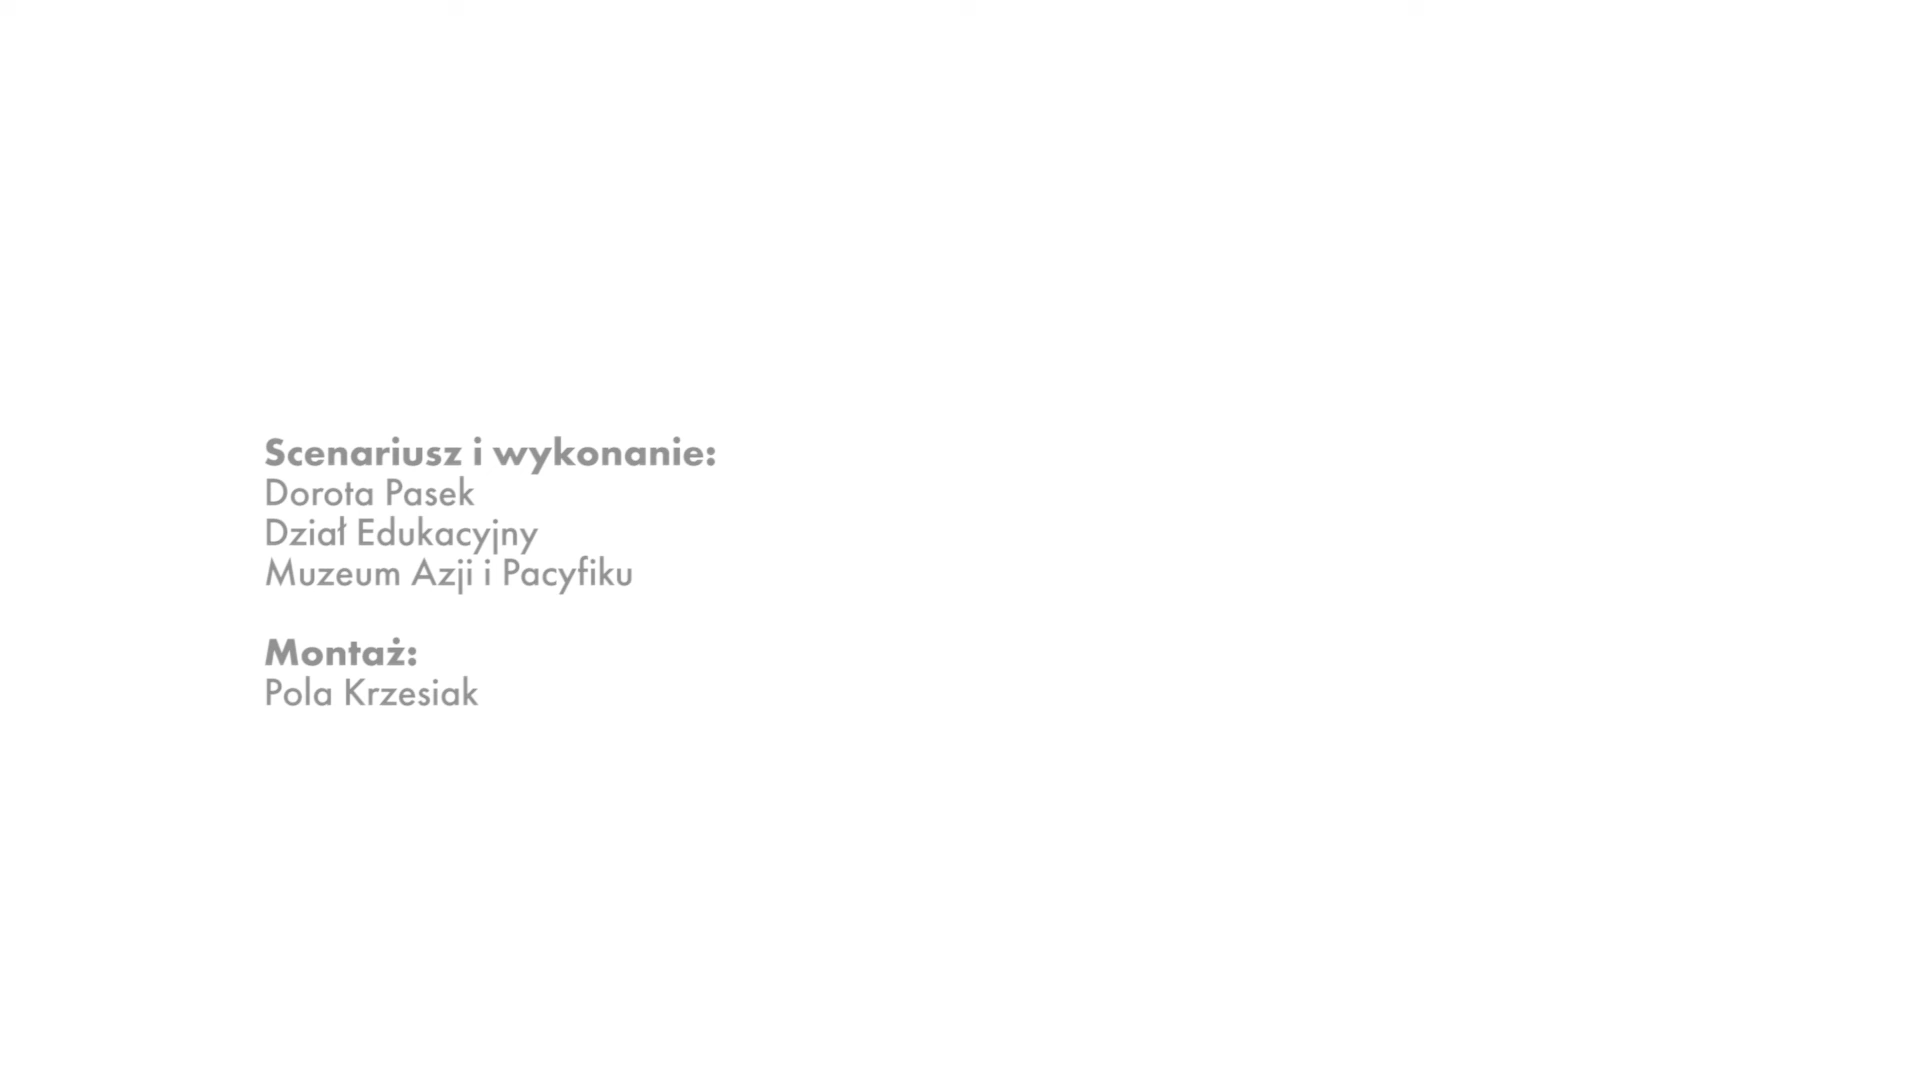 Scenariusz i wykonanie:
Dorota Pasek
Dział Edukacyjny
Muzeum Azji i Pacyfiku
Montaż:
Pola Krzesiak